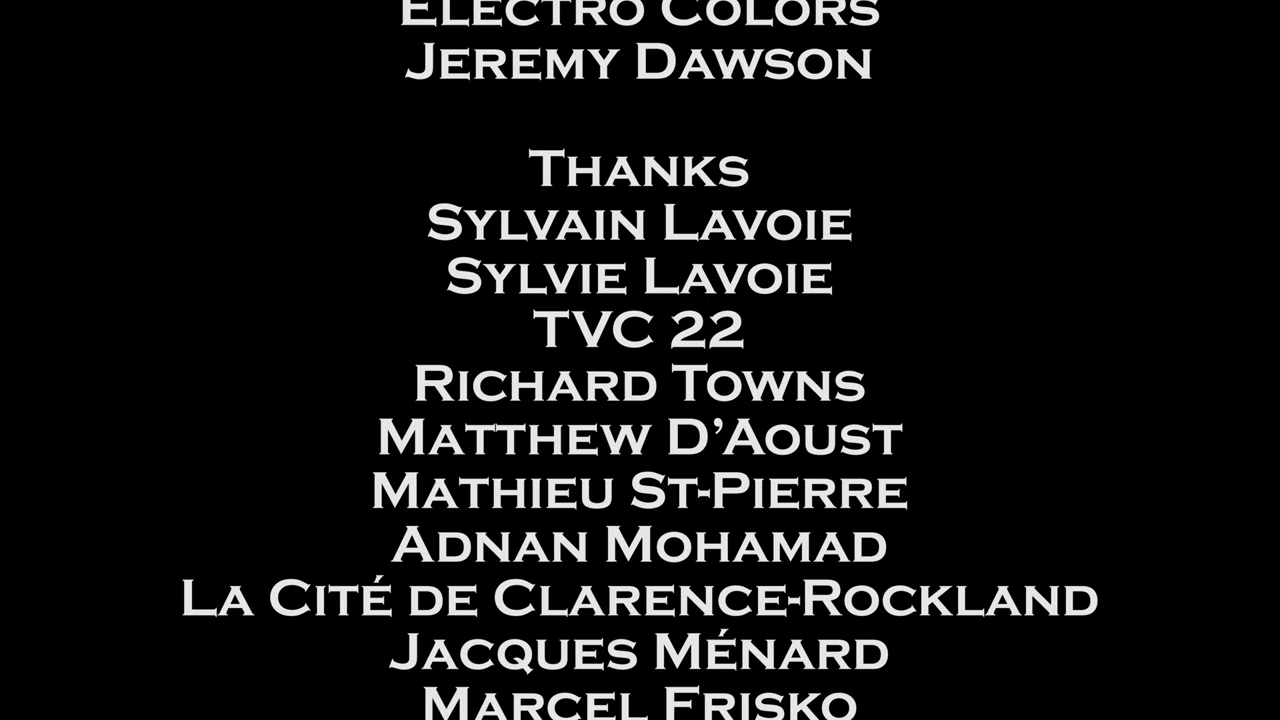 Electro Colors
Jeremy Dawson
Thanks
Sylvain Lavoie
Sylvie Lavoie
TVC 22
Richard Towns
Matthew D’Aoust
Mathieu St-Pierre
Adnan Mohamad
La Cité de Clarence-Rockland
Jacques Ménard
Marcel Frisko